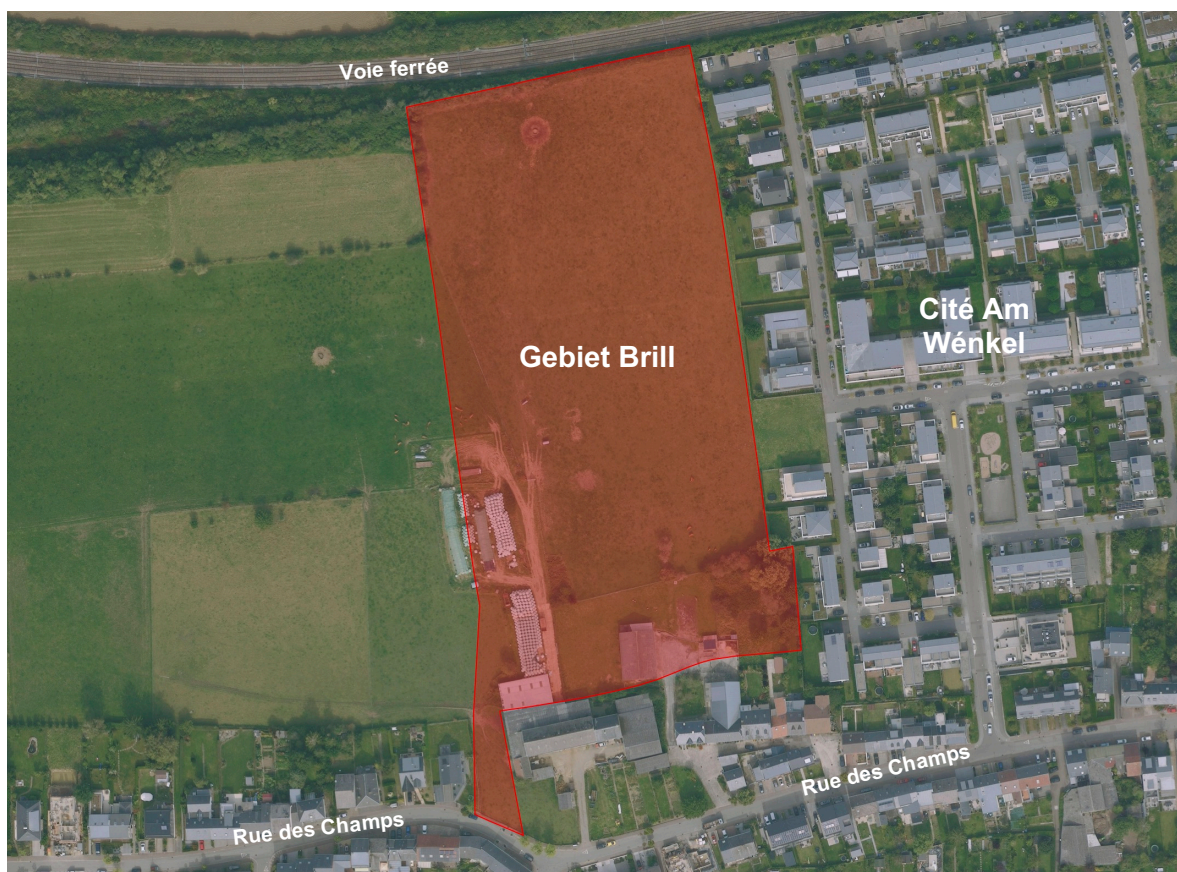 Voie ferrée
Cité Am
Wénkel
Gebiet Brill
Rue des Champs
Rue des Champs